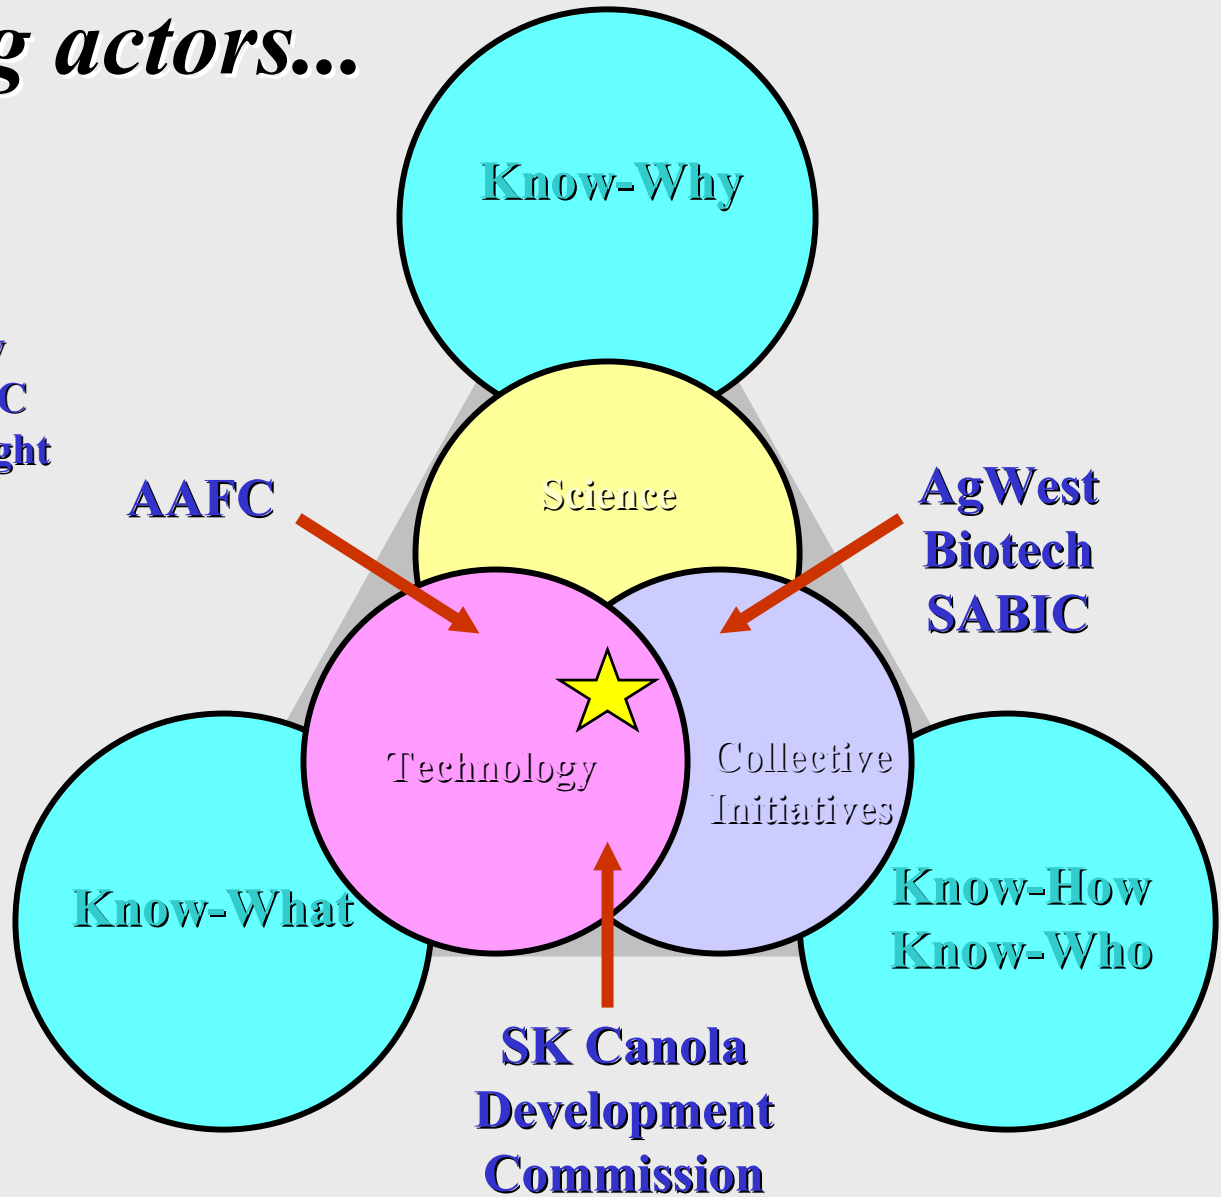 actors...
Know-Why
Science
AAFC
AgWest
Biotech
SABIC
Technology
Collective
Initiatives
Know-What
Know-How
Know-Who
SK Canola
Development
Commission